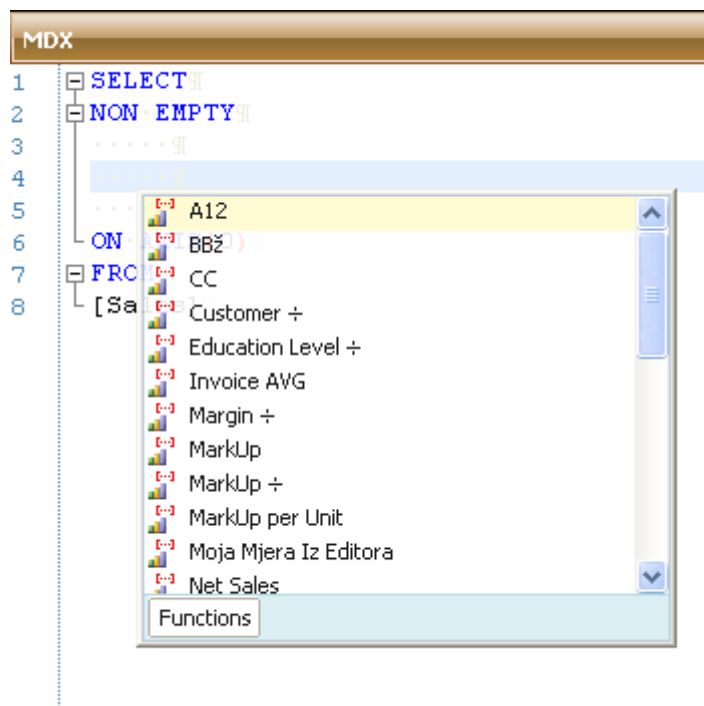 MDX
1 SELECT¶
2 NON·EMPTY¶
3 ·····¶
4 ·····¶
5 ···
6 ON
7 FROM
8 [Sales]
A12
BBž
CC
Customer ÷
Education Level ÷
Invoice AVG
Margin ÷
MarkUp
MarkUp ÷
MarkUp per Unit
Moja Mjera Iz Editora
Net Sales
Functions